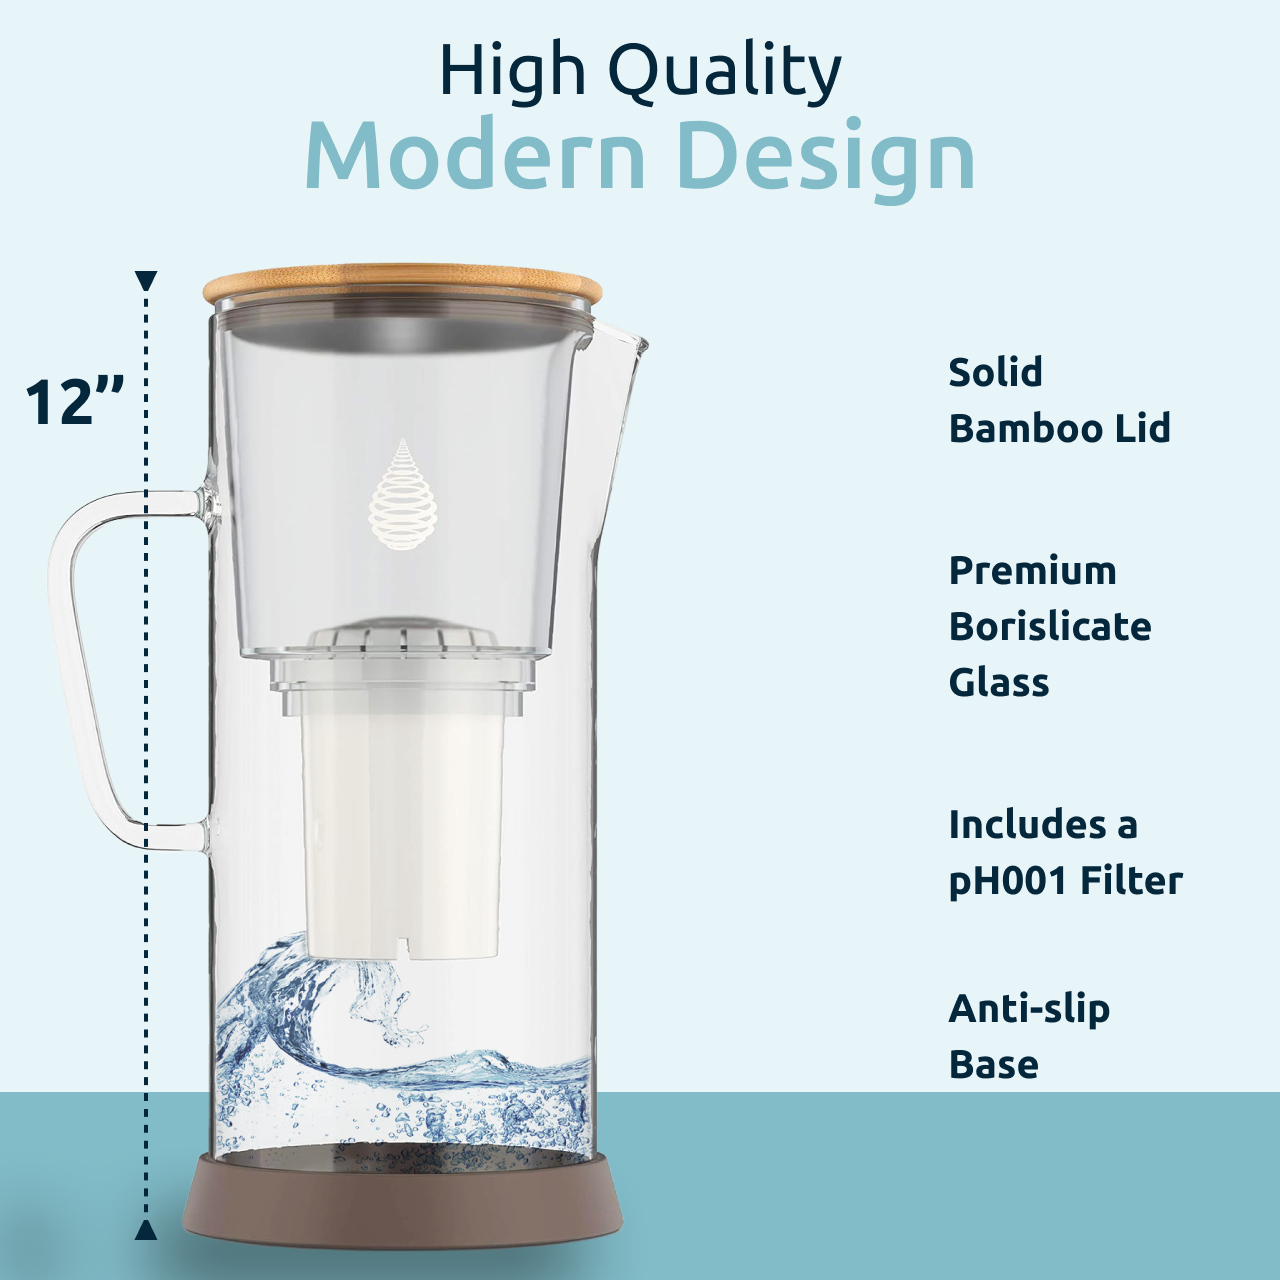 High Quality
Modern Design
12”
Solid
Bamboo Lid
Premium
Borislicate
Glass
Includes a
pH001 Filter
Anti-slip
Base